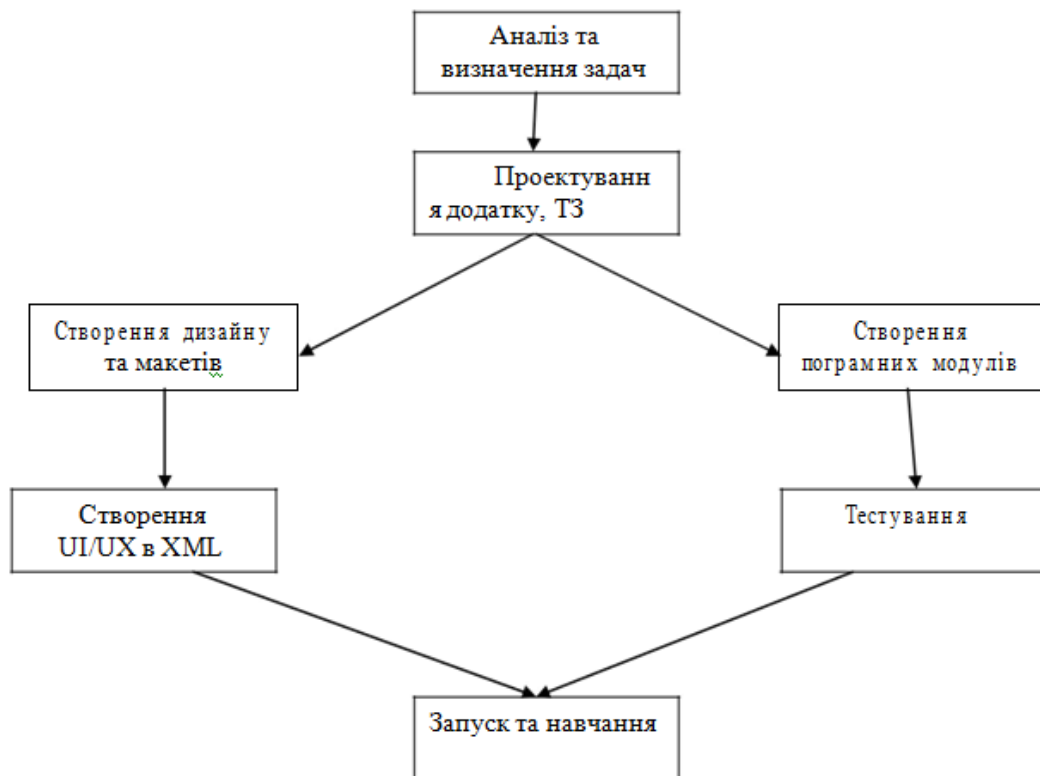 Аналіз та
визначення задач
Проектуванн
я додатку, ТЗ
Створення дизайну
та макетів
Створення
пограмних модулів
Створення
UI/UX в XML
Тестування
Запуск та навчання